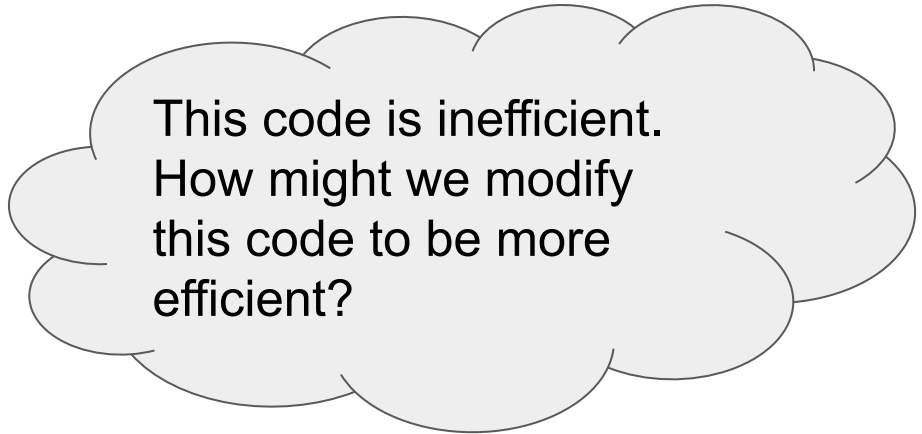 This code is inefficient.
How might we modify
this code to be more
efficient?